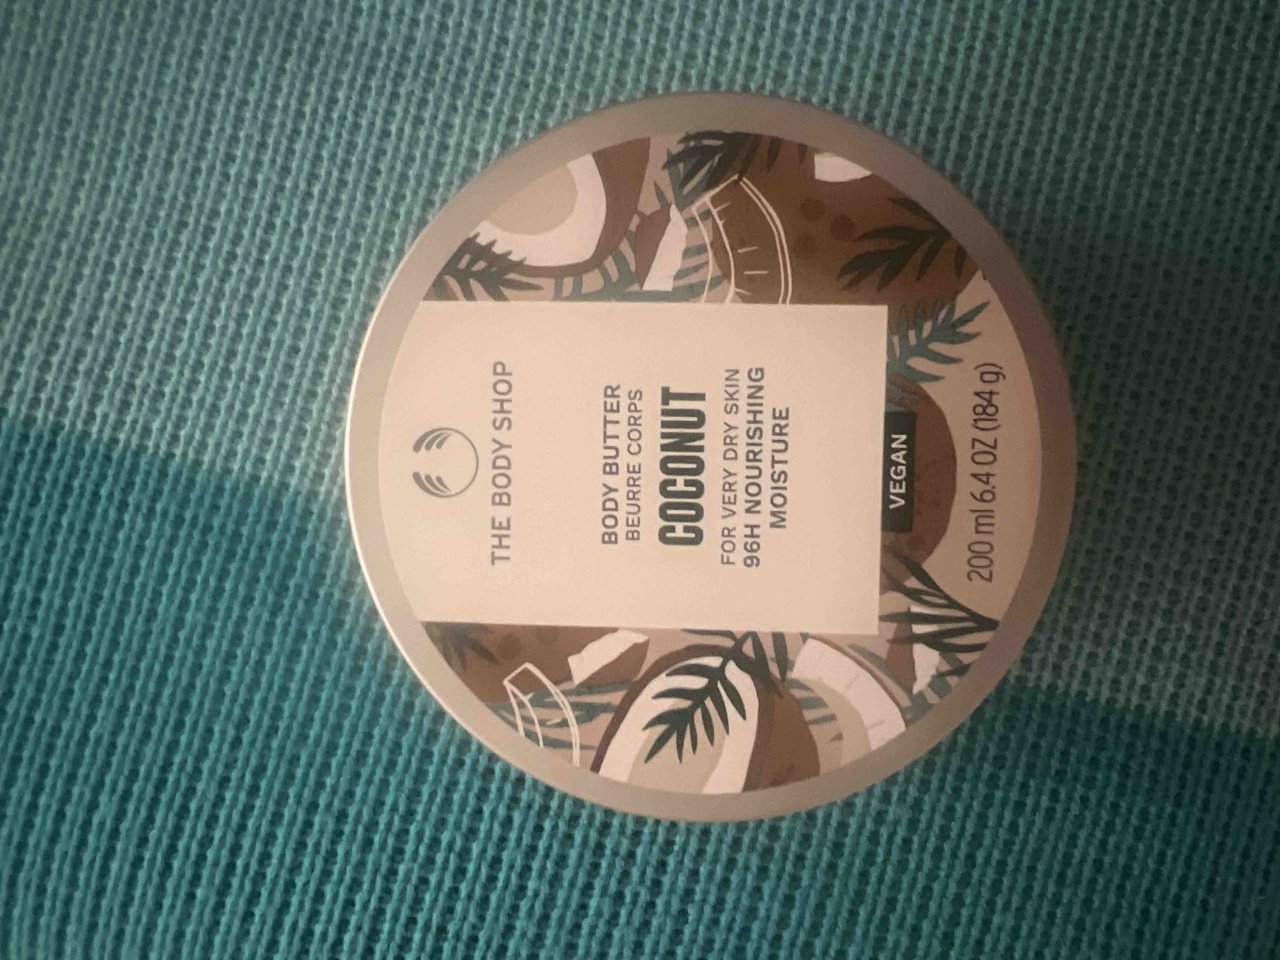 THE BODY SHOP
BODY BUTTER
BEURRE CORPS
COCONUT
FOR VERY DRY SKIN
96H NOURISHING
MOISTURE
VEGAN
200 ml 6.4 OZ (184 g)